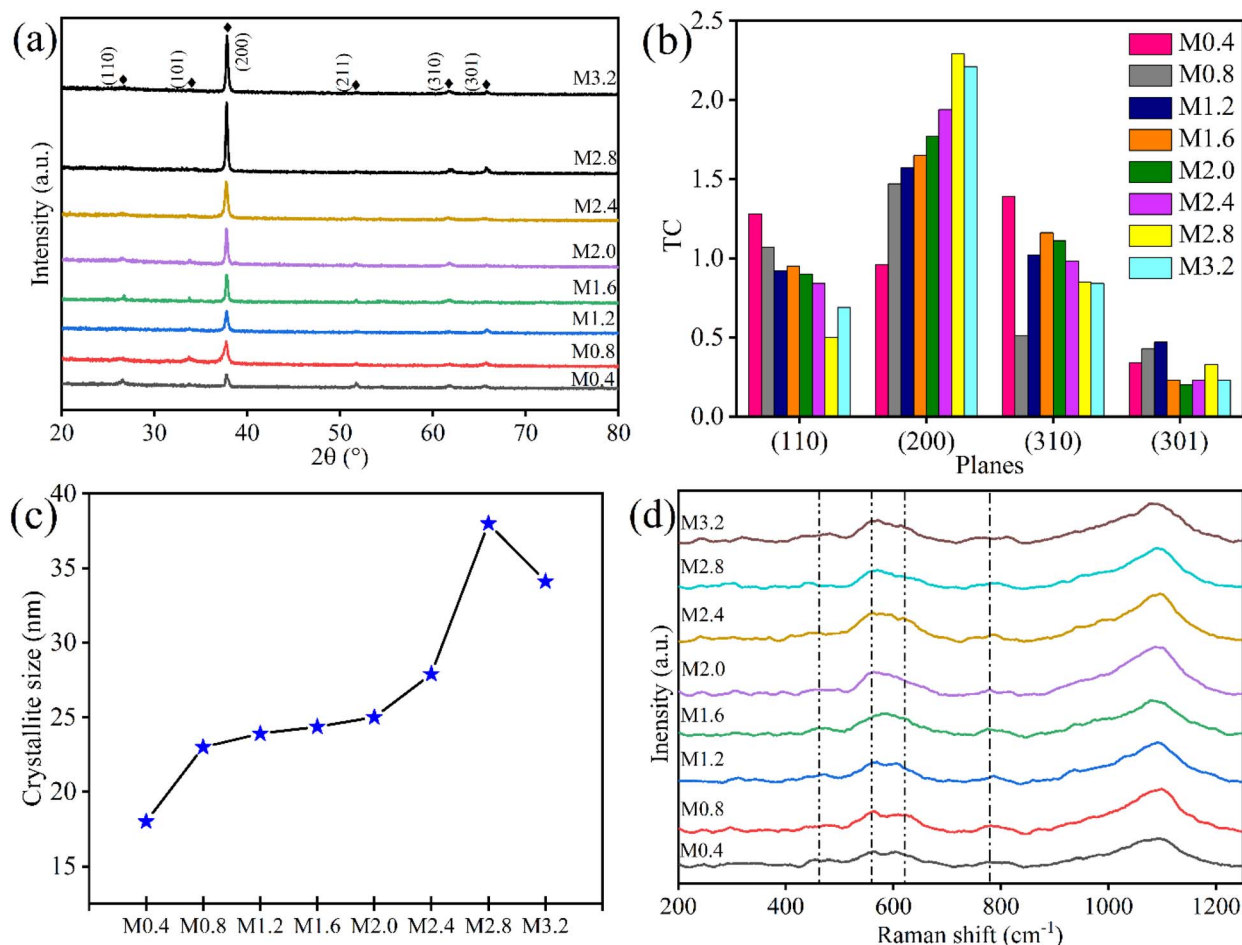 (a)
(110)
(101)
(200)
(211)
(310)
(301)
M3.2
M2.8
M2.4
M2.0
M1.6
M1.2
M0.8
M0.4
Intensity (a.u.)
20 30 40 50 60 70 80
2θ (°)
(b)
2.5
2.0
1.5
1.0
0.5
0.0
TC
M0.4
M0.8
M1.2
M1.6
M2.0
M2.4
M2.8
M3.2
(110) (200) (310) (301)
Planes
(c)
40
35
30
25
20
15
Crystallite size (nm)
M0.4 M0.8 M1.2 M1.6 M2.0 M2.4 M2.8 M3.2
(d)
M3.2
M2.8
M2.4
M2.0
M1.6
M1.2
M0.8
M0.4
Inensity (a.u.)
200 400 600 800 1000 1200
Raman shift (cm⁻¹)